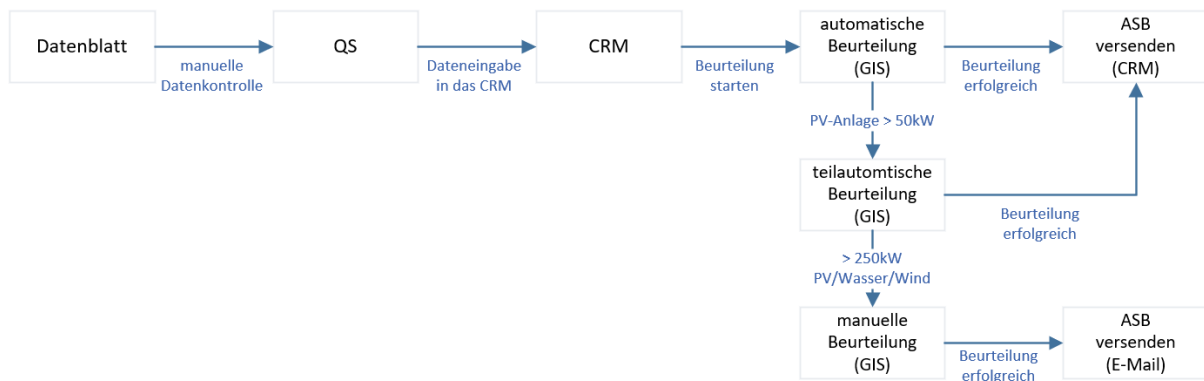 Datenblatt
manuelle
Datenkontrolle
QS
Dateneingabe
in das CRM
CRM
Beurteilung
starten
automatische
Beurteilung
(GIS)
Beurteilung
erfolgreich
ASB
versenden
(CRM)
PV-Anlage > 50kW
teilautomtische
Beurteilung
(GIS)
Beurteilung
erfolgreich
> 250kW
PV/Wasser/Wind
manuelle
Beurteilung
(GIS)
Beurteilung
erfolgreich
ASB
versenden
(E-Mail)